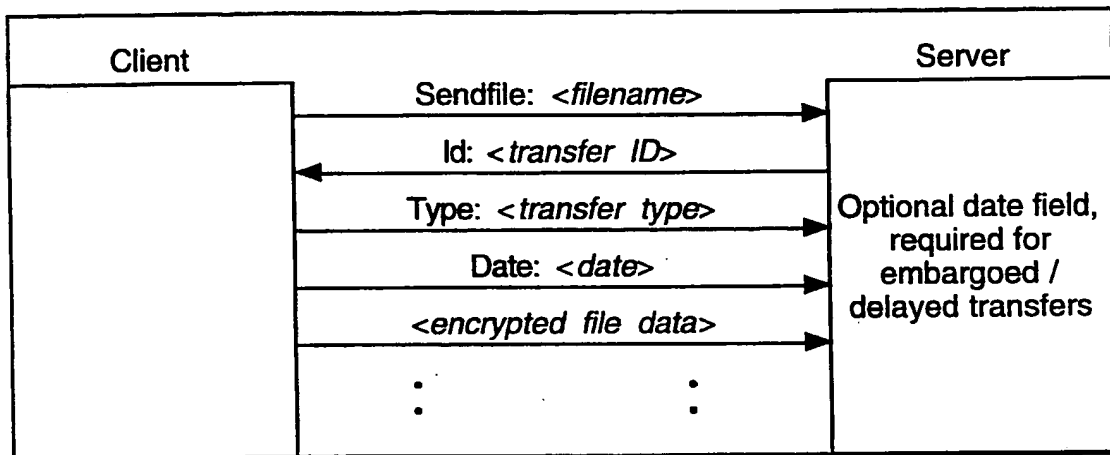 Client
Server
Sendfile: <filename>
Id: <transfer ID>
Type: <transfer type>
Date: <date>
<encrypted file data>
Optional date field,
required for
embargoed /
delayed transfers